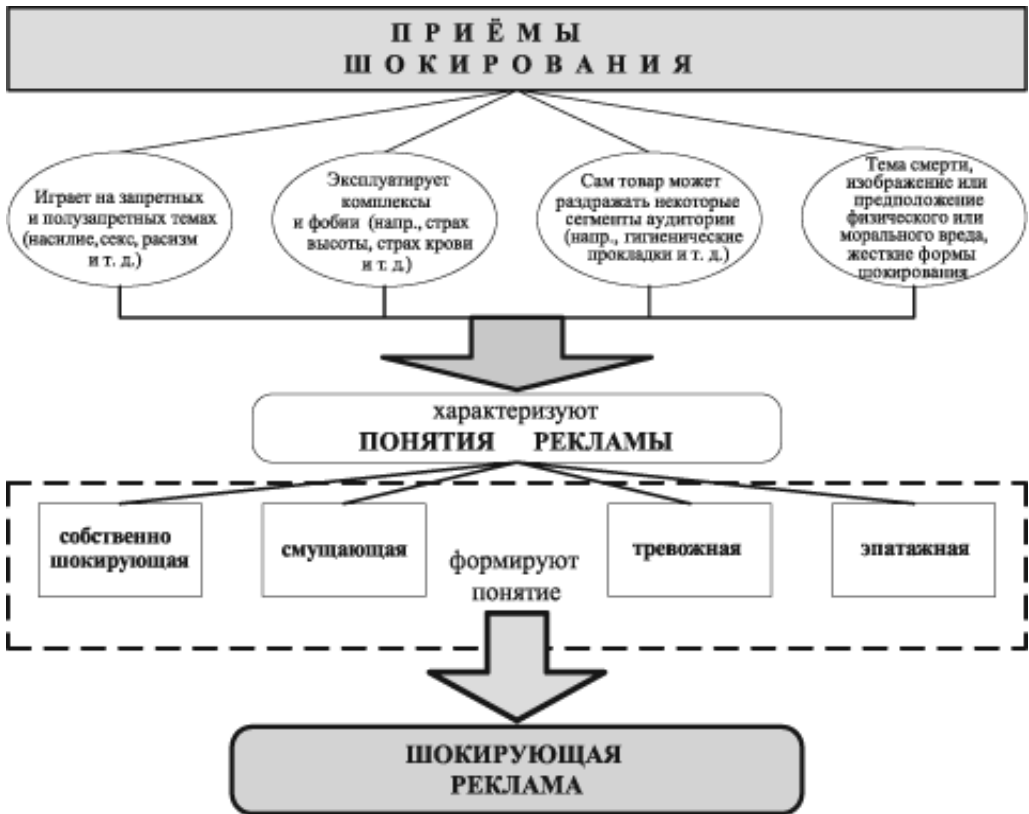 ПРИЁМЫ
ШОКИРОВАНИЯ
Играет на запретных
и полузапретных темах
(насилие, секс, расизм
и т. д.)
Эксплуатирует
комплексы
и фобии (напр., страх
высоты, страх крови
и т. д.)
Сам товар может
раздражать некоторые
сегменты аудитории
(напр., гигиенические
прокладки и т. д.)
Тема смерти,
изображение или
предположение
физического или
морального вреда,
жесткие формы
шокирования
характеризуют
ПОНЯТИЯ РЕКЛАМЫ
собственно
шокирующая
смущающая
формируют
понятие
тревожная
эпатажная
ШОКИРУЮЩАЯ
РЕКЛАМА